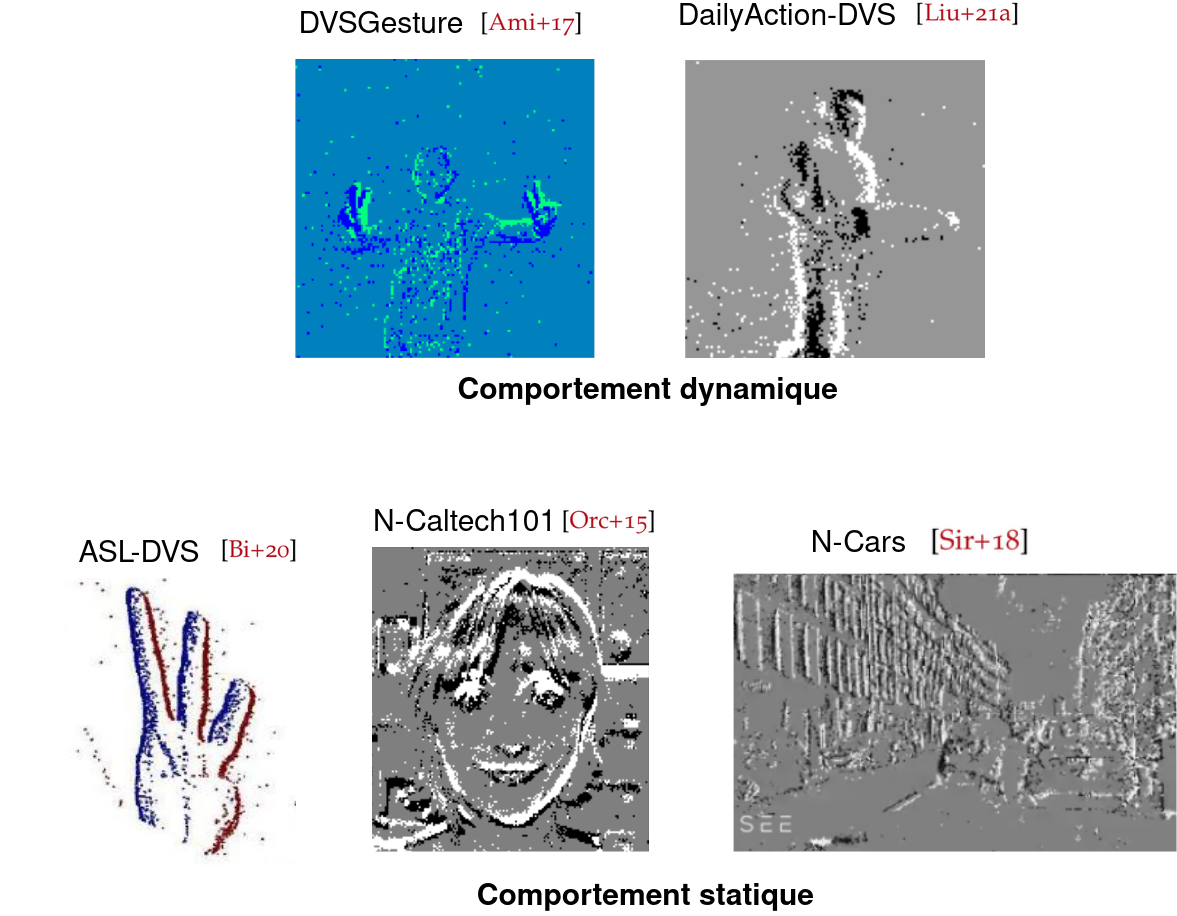 DVSGesture [Ami+17]
DailyAction-DVS [Liu+21a]
Comportement dynamique
ASL-DVS [Bi+20]
N-Caltech101 [Orc+15]
N-Cars [Sir+18]
SEE
Comportement statique